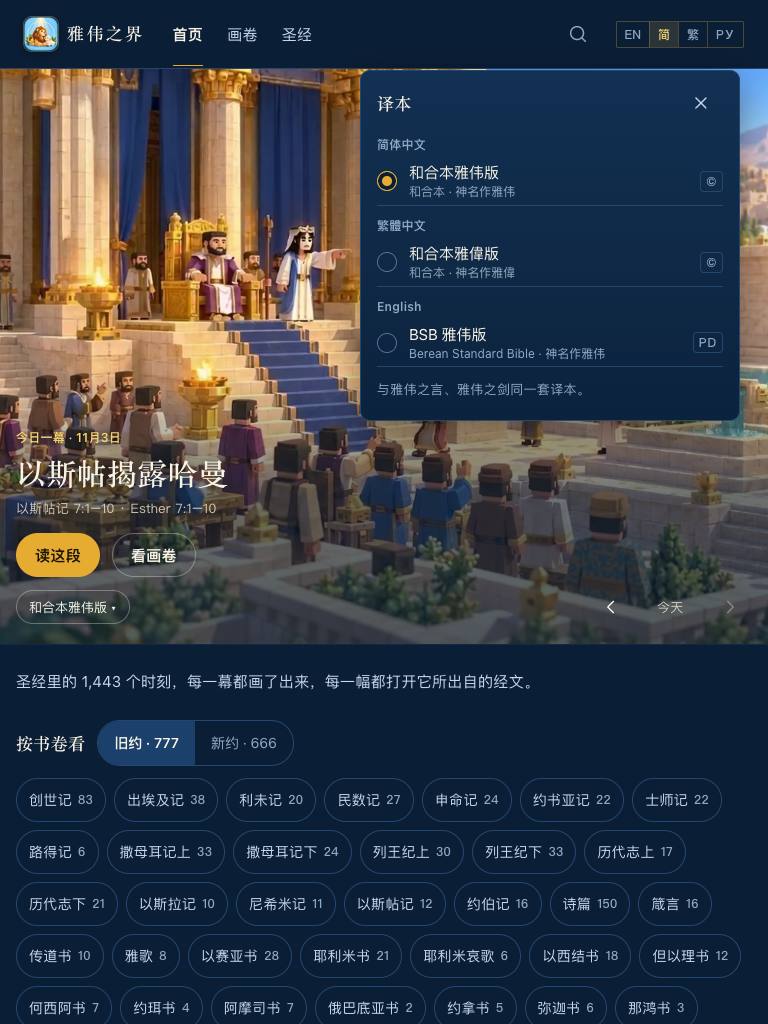 雅伟之界 首页 画卷 圣经 EN 简 繁 РУ
译本
简体中文
和合本雅伟版 ©
和合本 · 神名作雅伟
繁體中文
和合本雅偉版 ©
和合本 · 神名作雅偉
English
BSB 雅伟版 PD
Berean Standard Bible · 神名作雅伟
与雅伟之言、雅伟之剑同一套译本。
今日一幕 · 11月3日
以斯帖揭露哈曼
以斯帖记 7:1–10 · Esther 7:1–10
读这段 看画卷
和合本雅伟版 ▾ 今天
圣经里的 1,443 个时刻，每一幕都画了出来，每一幅都打开它所出自的经文。
按书卷看 旧约 · 777 新约 · 666
创世记 83 出埃及记 38 利未记 20 民数记 27 申命记 24 约书亚记 22 士师记 22
路得记 6 撒母耳记上 33 撒母耳记下 24 列王纪上 30 列王纪下 33 历代志上 17
历代志下 21 以斯拉记 10 尼希米记 11 以斯帖记 12 约伯记 16 诗篇 150 箴言 16
传道书 10 雅歌 8 以赛亚书 28 耶利米书 21 耶利米哀歌 6 以西结书 18 但以理书 12
何西阿书 7 约珥书 4 阿摩司书 7 俄巴底亚书 2 约拿书 5 弥迦书 6 那鸿书 3